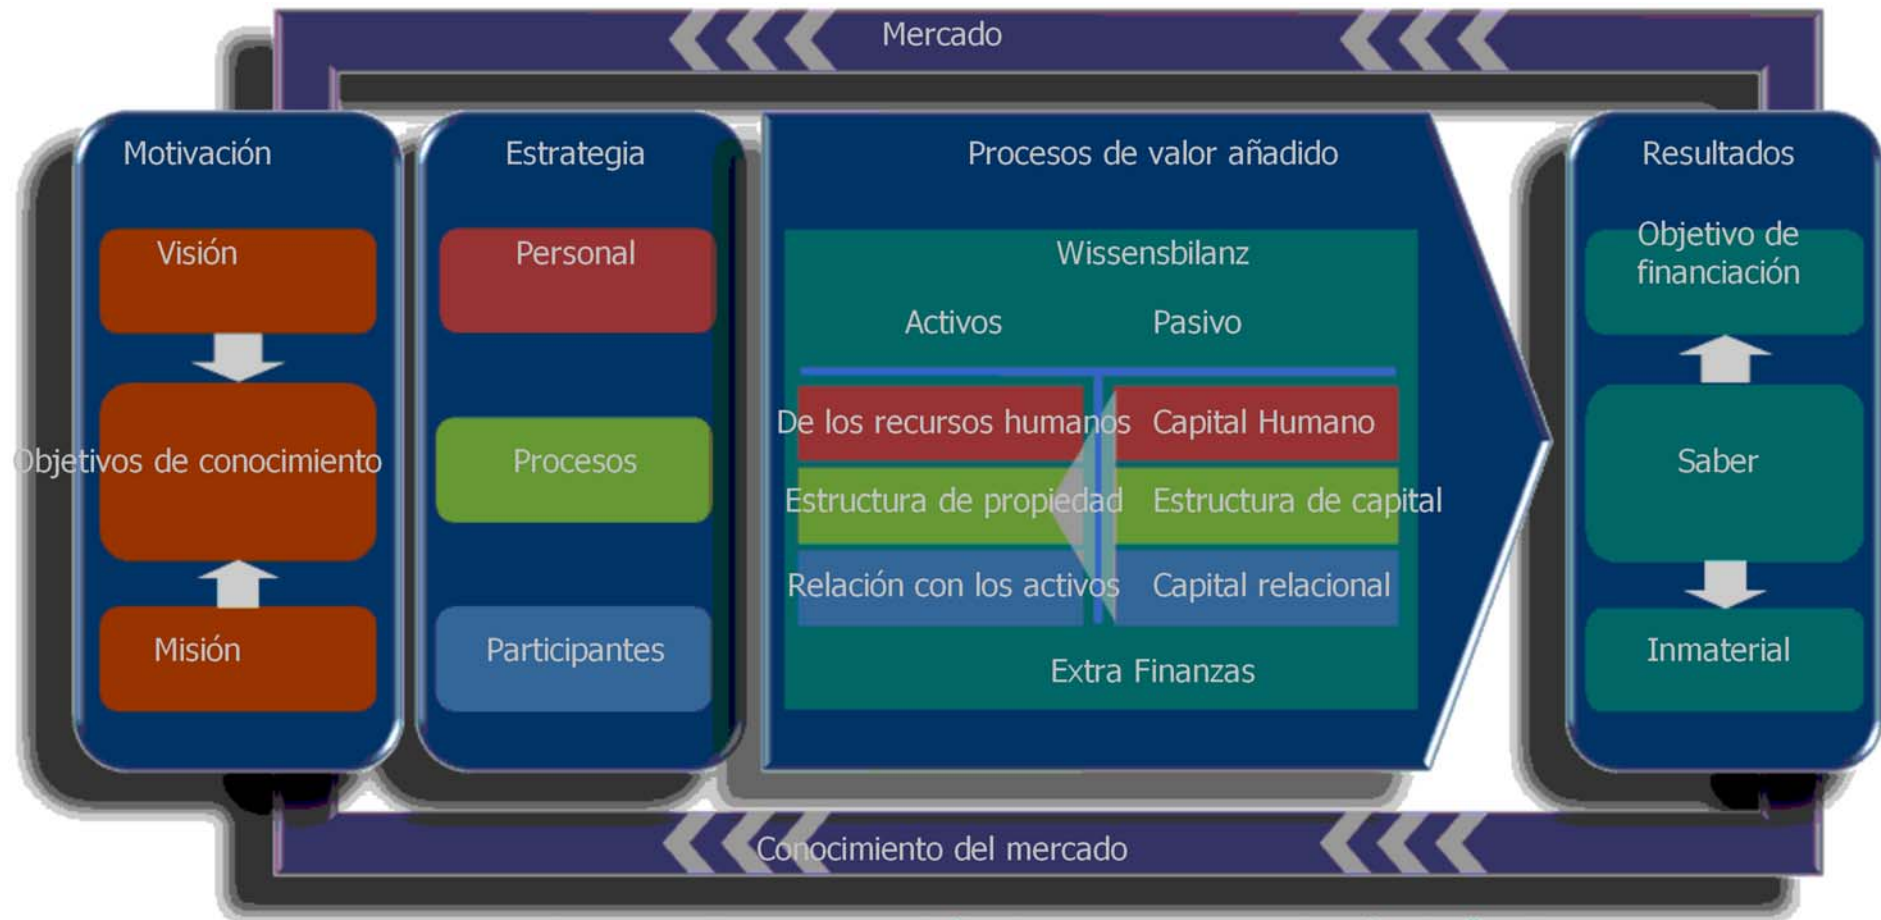 Mercado
Motivación
Visión
Objetivos de conocimiento
Misión
Estrategia
Personal
Procesos
Participantes
Procesos de valor añadido
Wissensbilanz
Activos Pasivo
De los recursos humanos Capital Humano
Estructura de propiedad Estructura de capital
Relación con los activos Capital relacional
Extra Finanzas
Resultados
Objetivo de
financiación
Saber
Inmaterial
Conocimiento del mercado